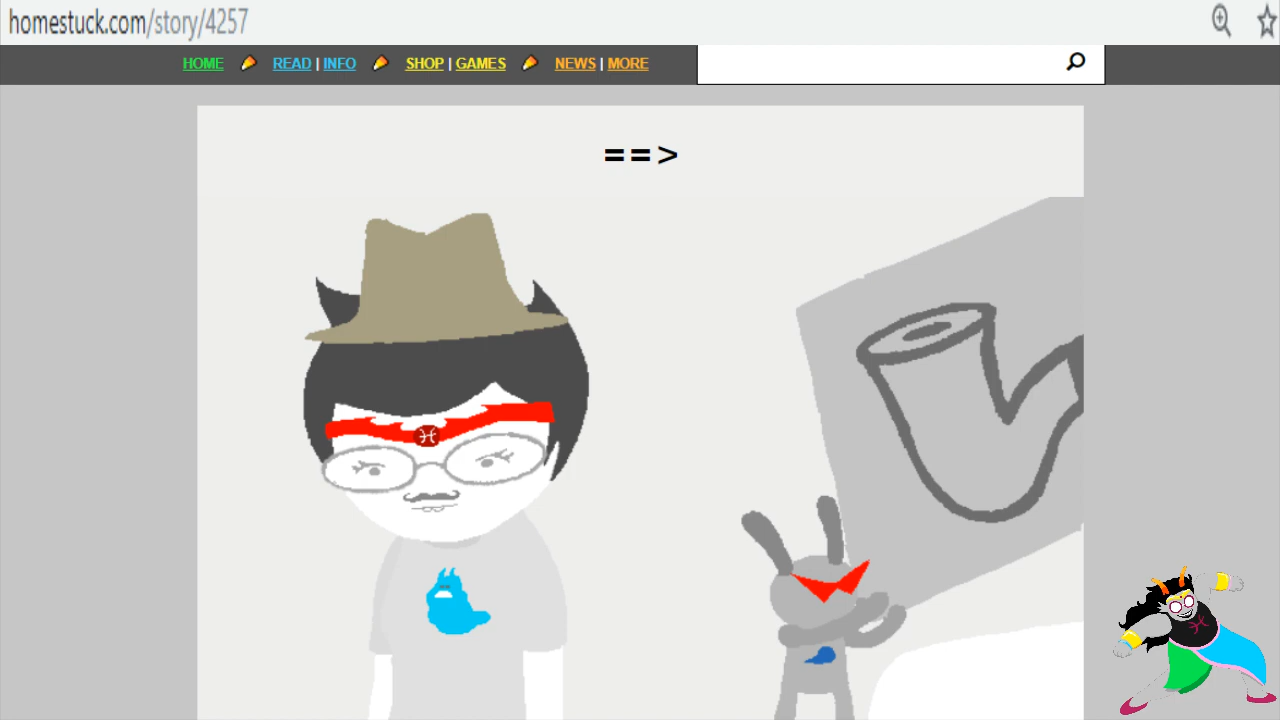 homestuck.com/story/4257
HOME READ | INFO SHOP | GAMES NEWS | MORE
==>